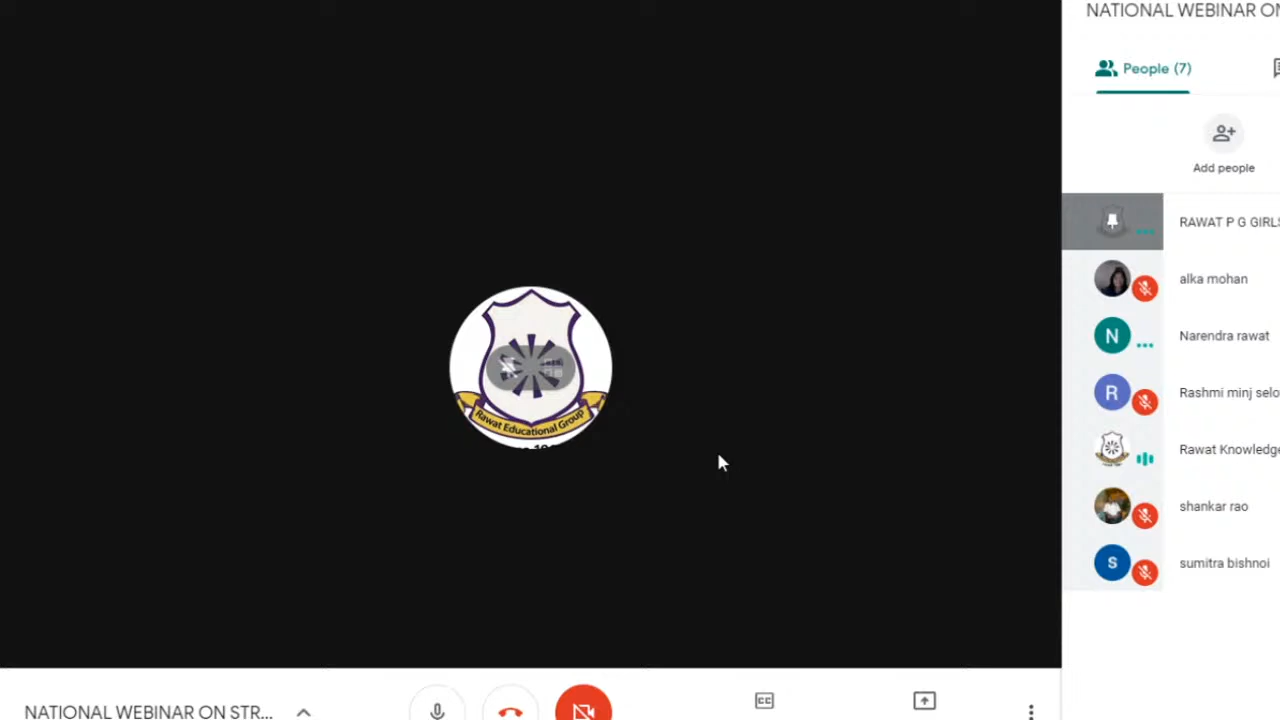 NATIONAL WEBINAR ON
People (7)
Add people
RAWAT P G GIRLS
alka mohan
N
Narendra rawat
R
Rashmi minj selo
Rawat Knowledge
shankar rao
s
sumitra bishnoi
Rawat Educational Group
NATIONAL WEBINAR ON STR...
CC